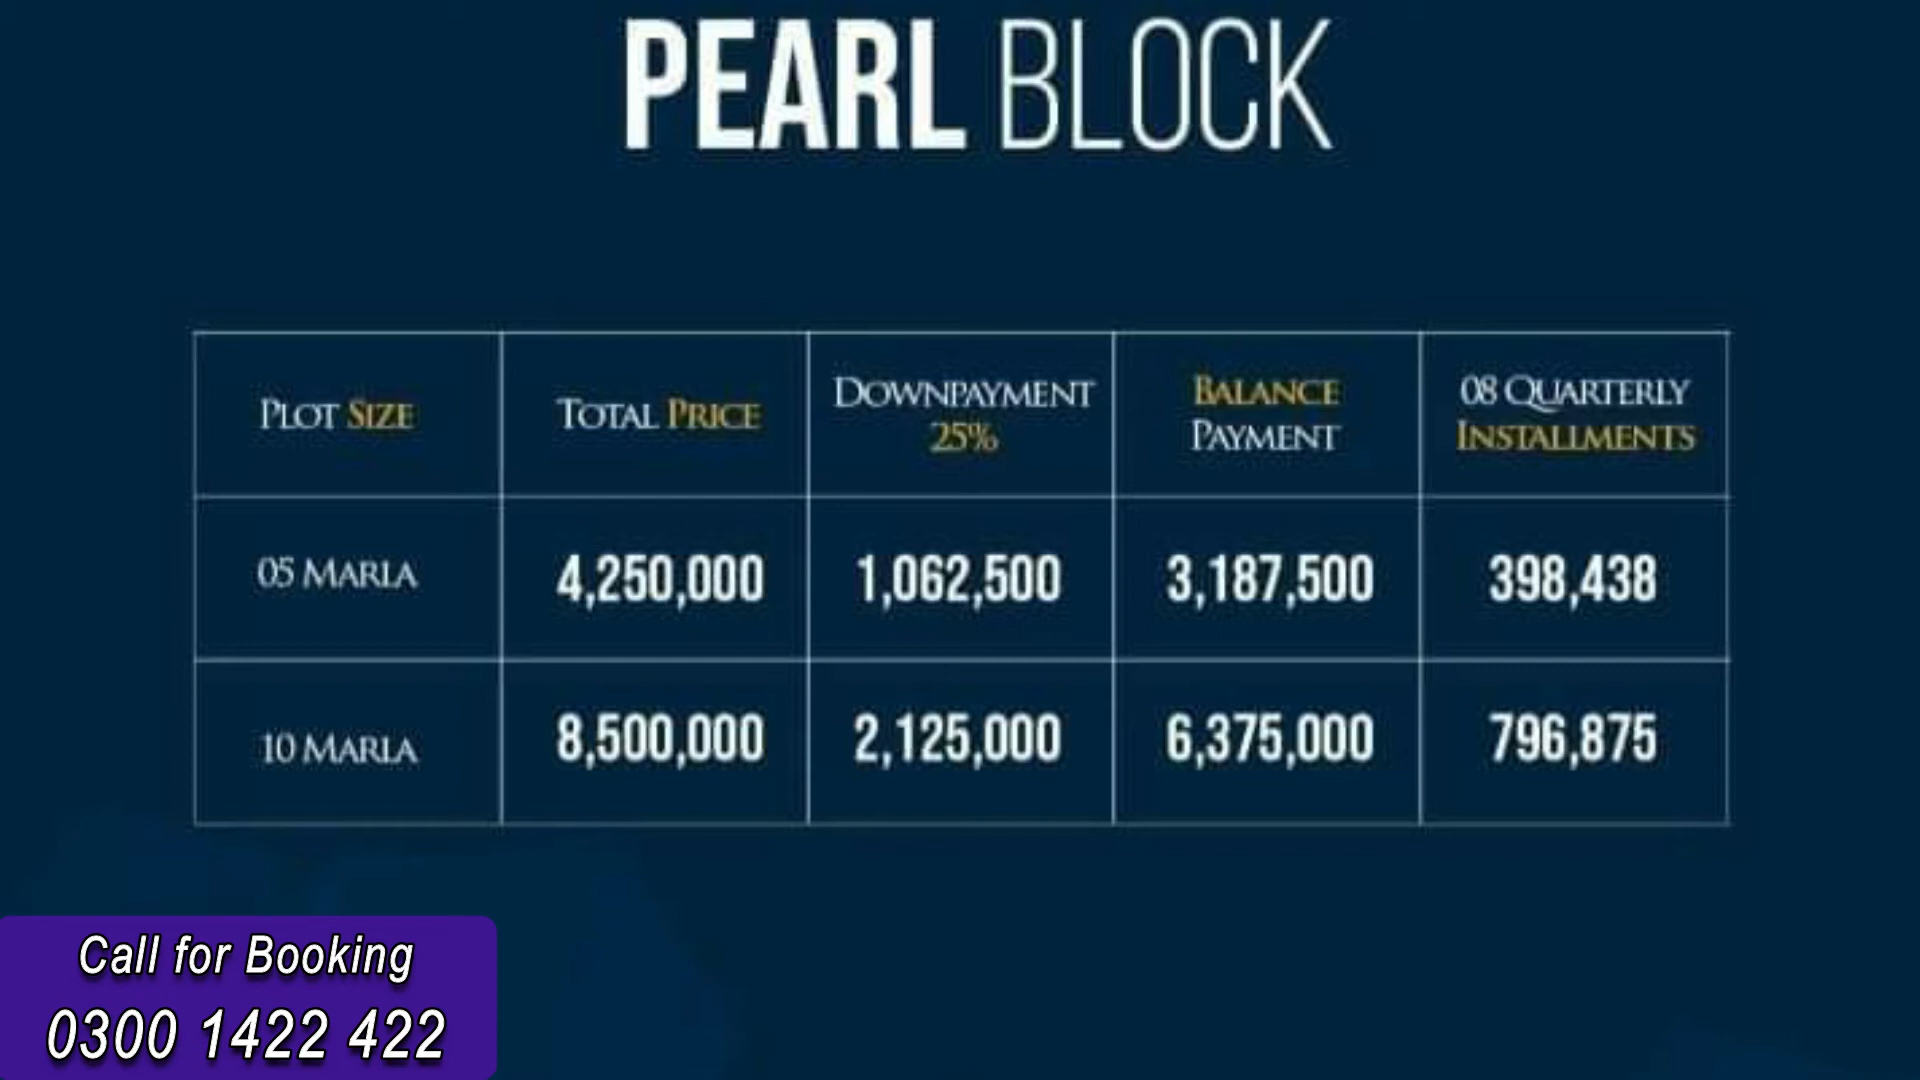 PEARL BLOCK
PLOT SIZE
TOTAL PRICE
DOWNPAYMENT
25%
BALANCE
PAYMENT
08 QUARTERLY
INSTALLMENTS
05 MARLA
4,250,000
1,062,500
3,187,500
398,438
10 MARLA
8,500,000
2,125,000
6,375,000
796,875
Call for Booking
0300 1422 422